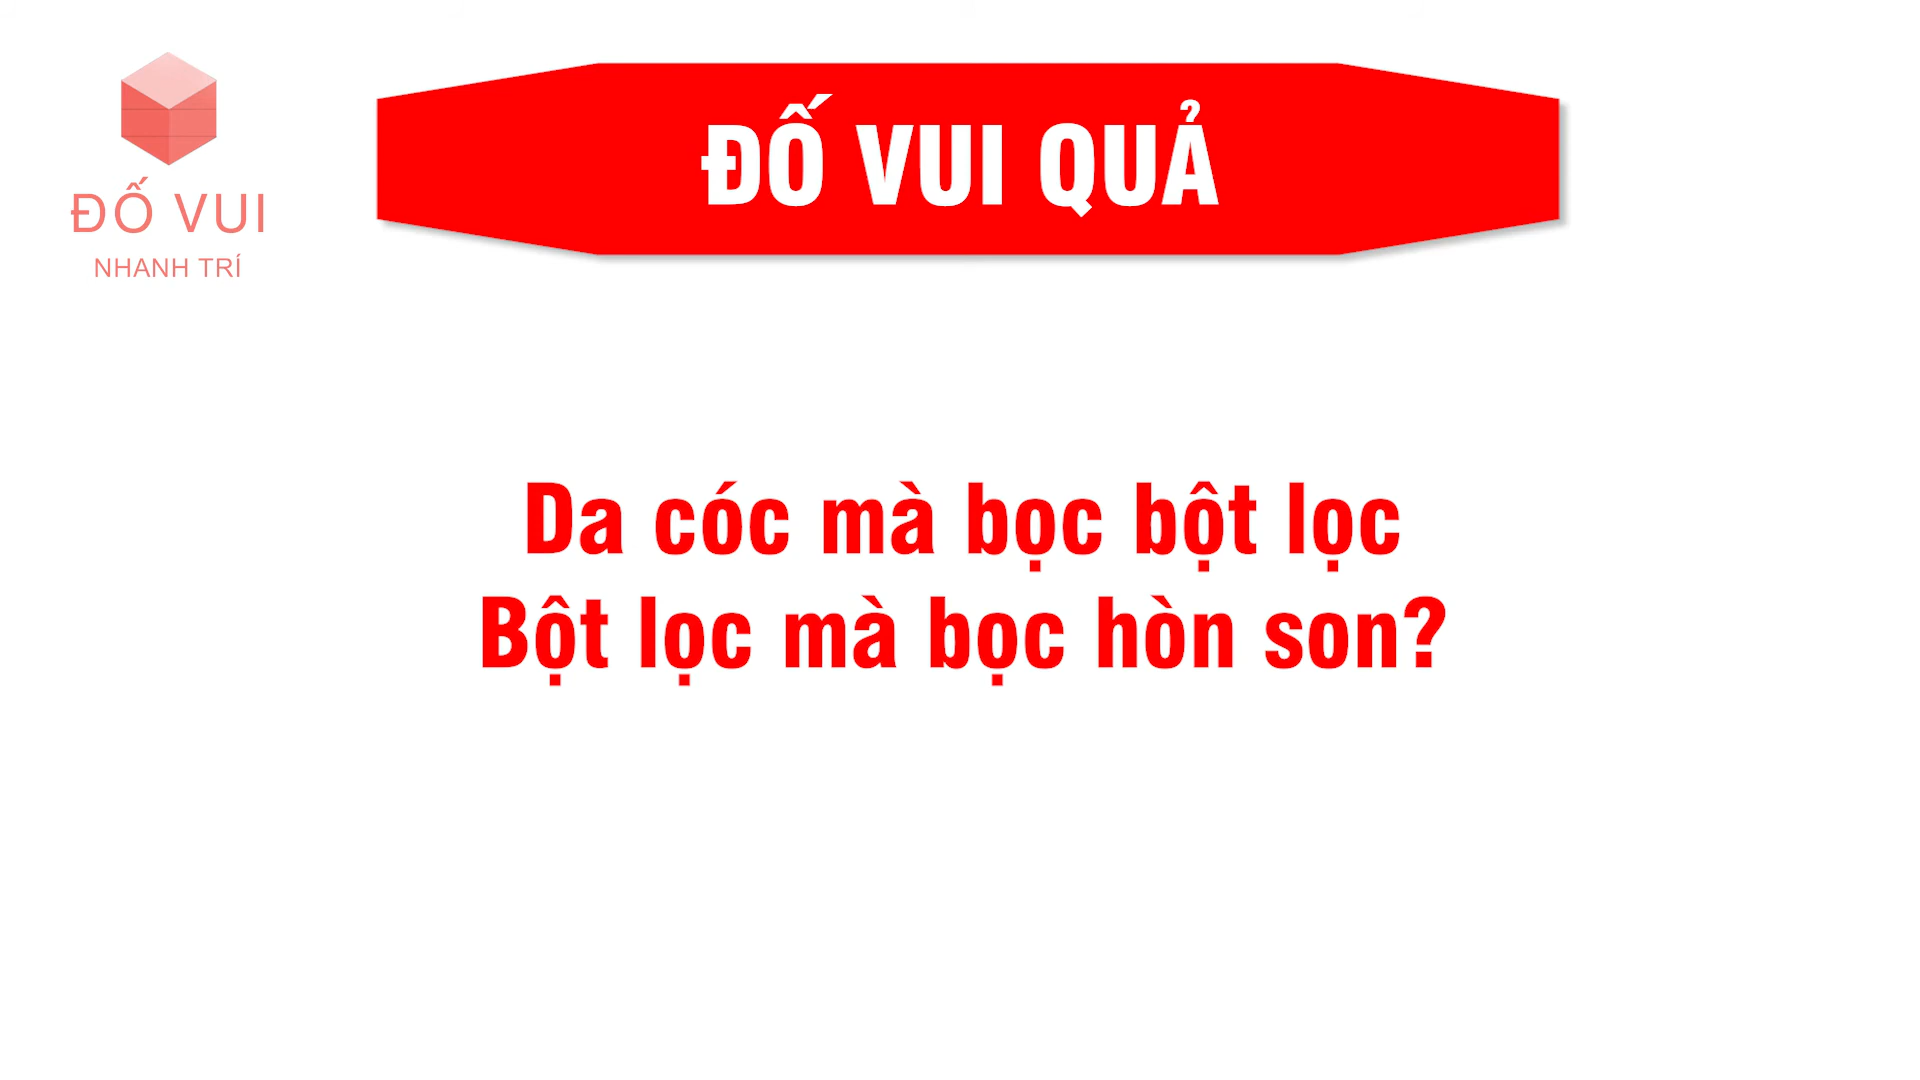 ĐỐ VUI
NHANH TRÍ
ĐỐ VUI QUẢ
Da cóc mà bọc bột lọc
Bột lọc mà bọc hòn son?